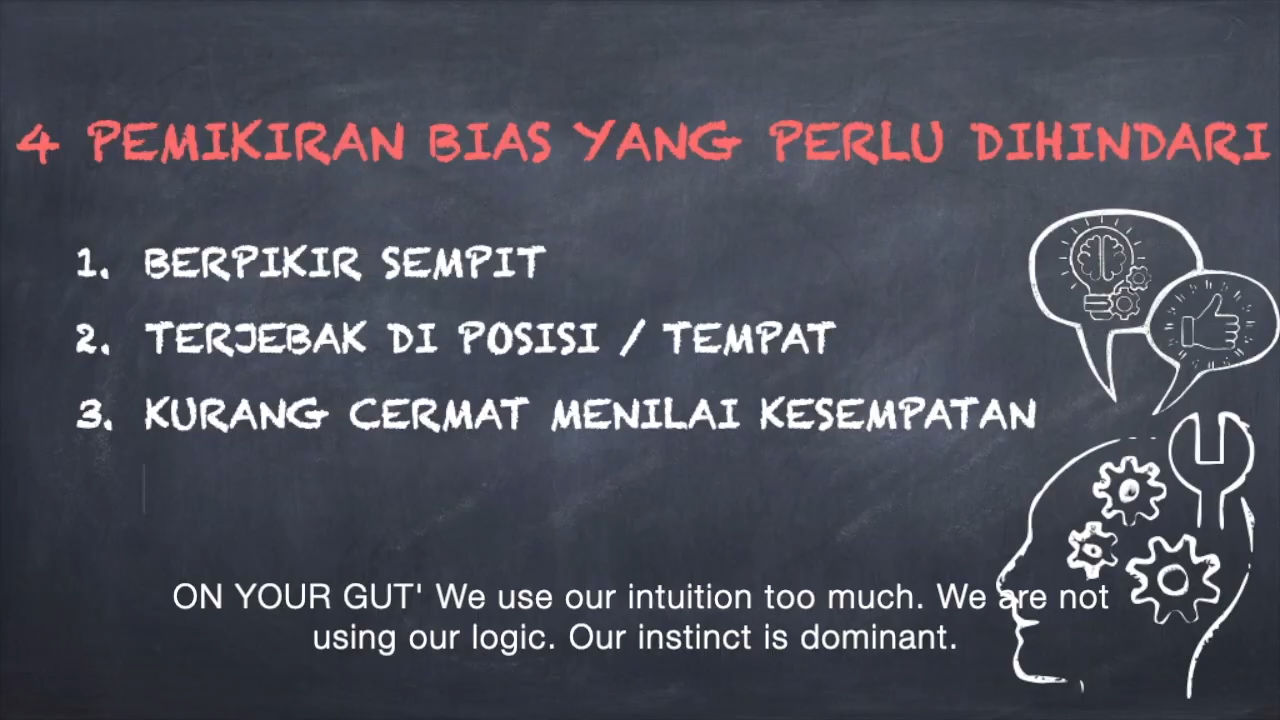 4 PEMIKIRAN BIAS YANG PERLU DIHINDARI
1. BERPIKIR SEMPIT
2. TERJEBAK DI POSISI / TEMPAT
3. KURANG CERMAT MENILAI KESEMPATAN
ON YOUR GUT' We use our intuition too much. We are not
using our logic. Our instinct is dominant.